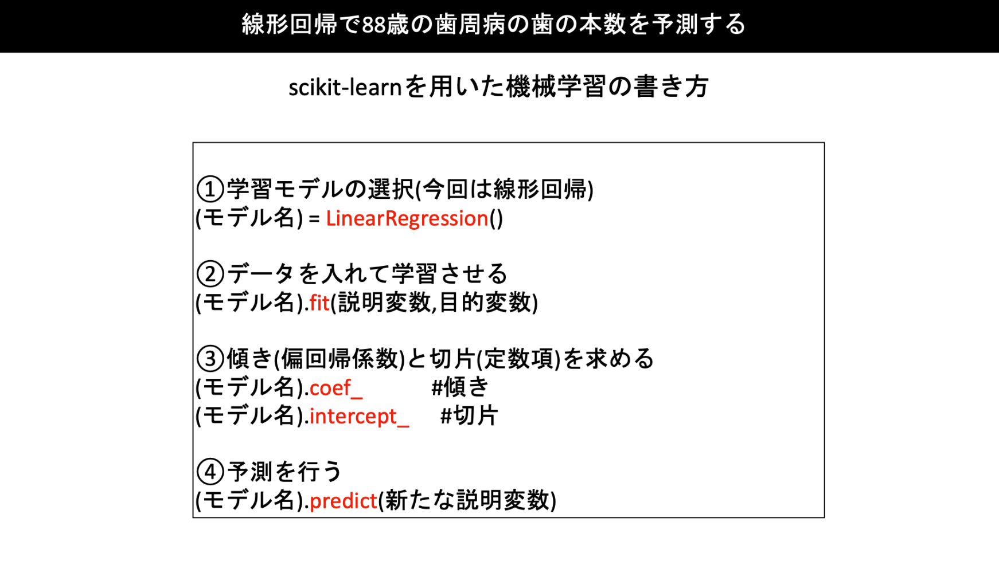 線形回帰で88歳の歯周病の歯の本数を予測する
scikit-learnを用いた機械学習の書き方
①学習モデルの選択(今回は線形回帰)
(モデル名) = LinearRegression()
②データを入れて学習させる
(モデル名).fit(説明変数,目的変数)
③傾き(偏回帰係数)と切片(定数項)を求める
(モデル名).coef_ #傾き
(モデル名).intercept_ #切片
④予測を行う
(モデル名).predict(新たな説明変数)